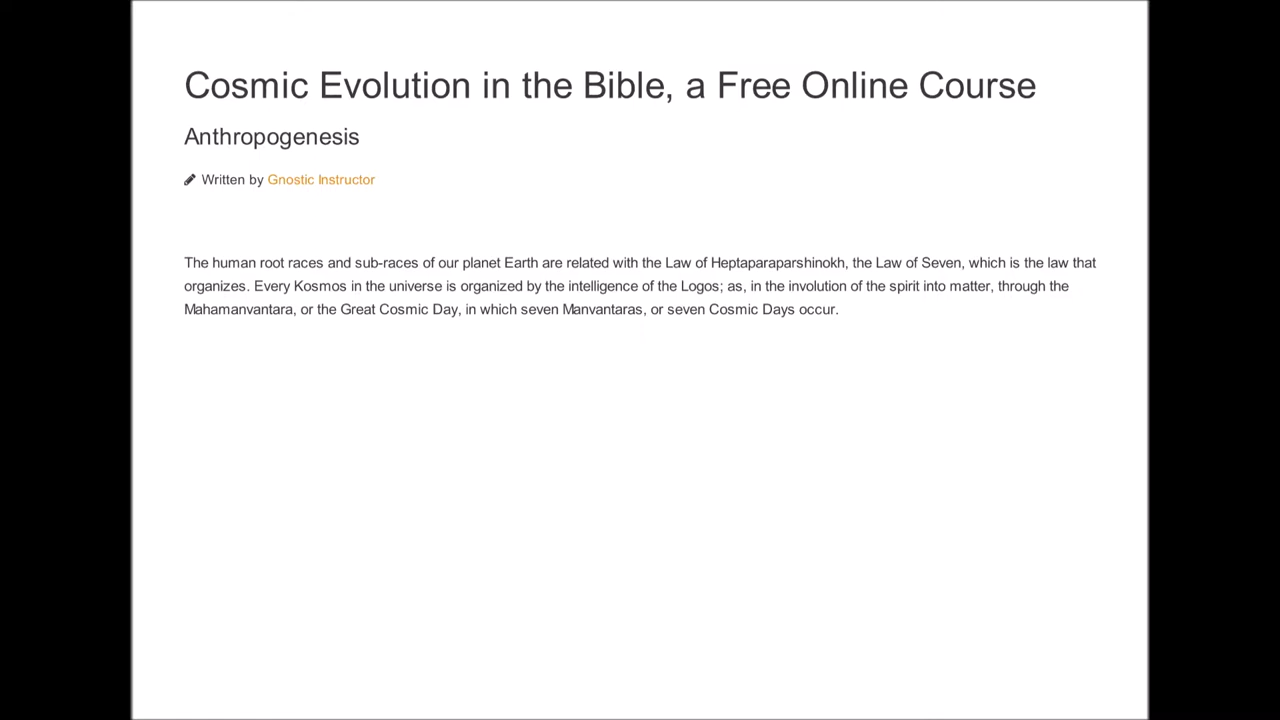 Cosmic Evolution in the Bible, a Free Online Course
Anthropogenesis
Written by Gnostic Instructor
The human root races and sub-races of our planet Earth are related with the Law of Heptaparaparshinokh, the Law of Seven, which is the law that
organizes. Every Kosmos in the universe is organized by the intelligence of the Logos; as, in the involution of the spirit into matter, through the
Mahamanvantara, or the Great Cosmic Day, in which seven Manvantaras, or seven Cosmic Days occur.